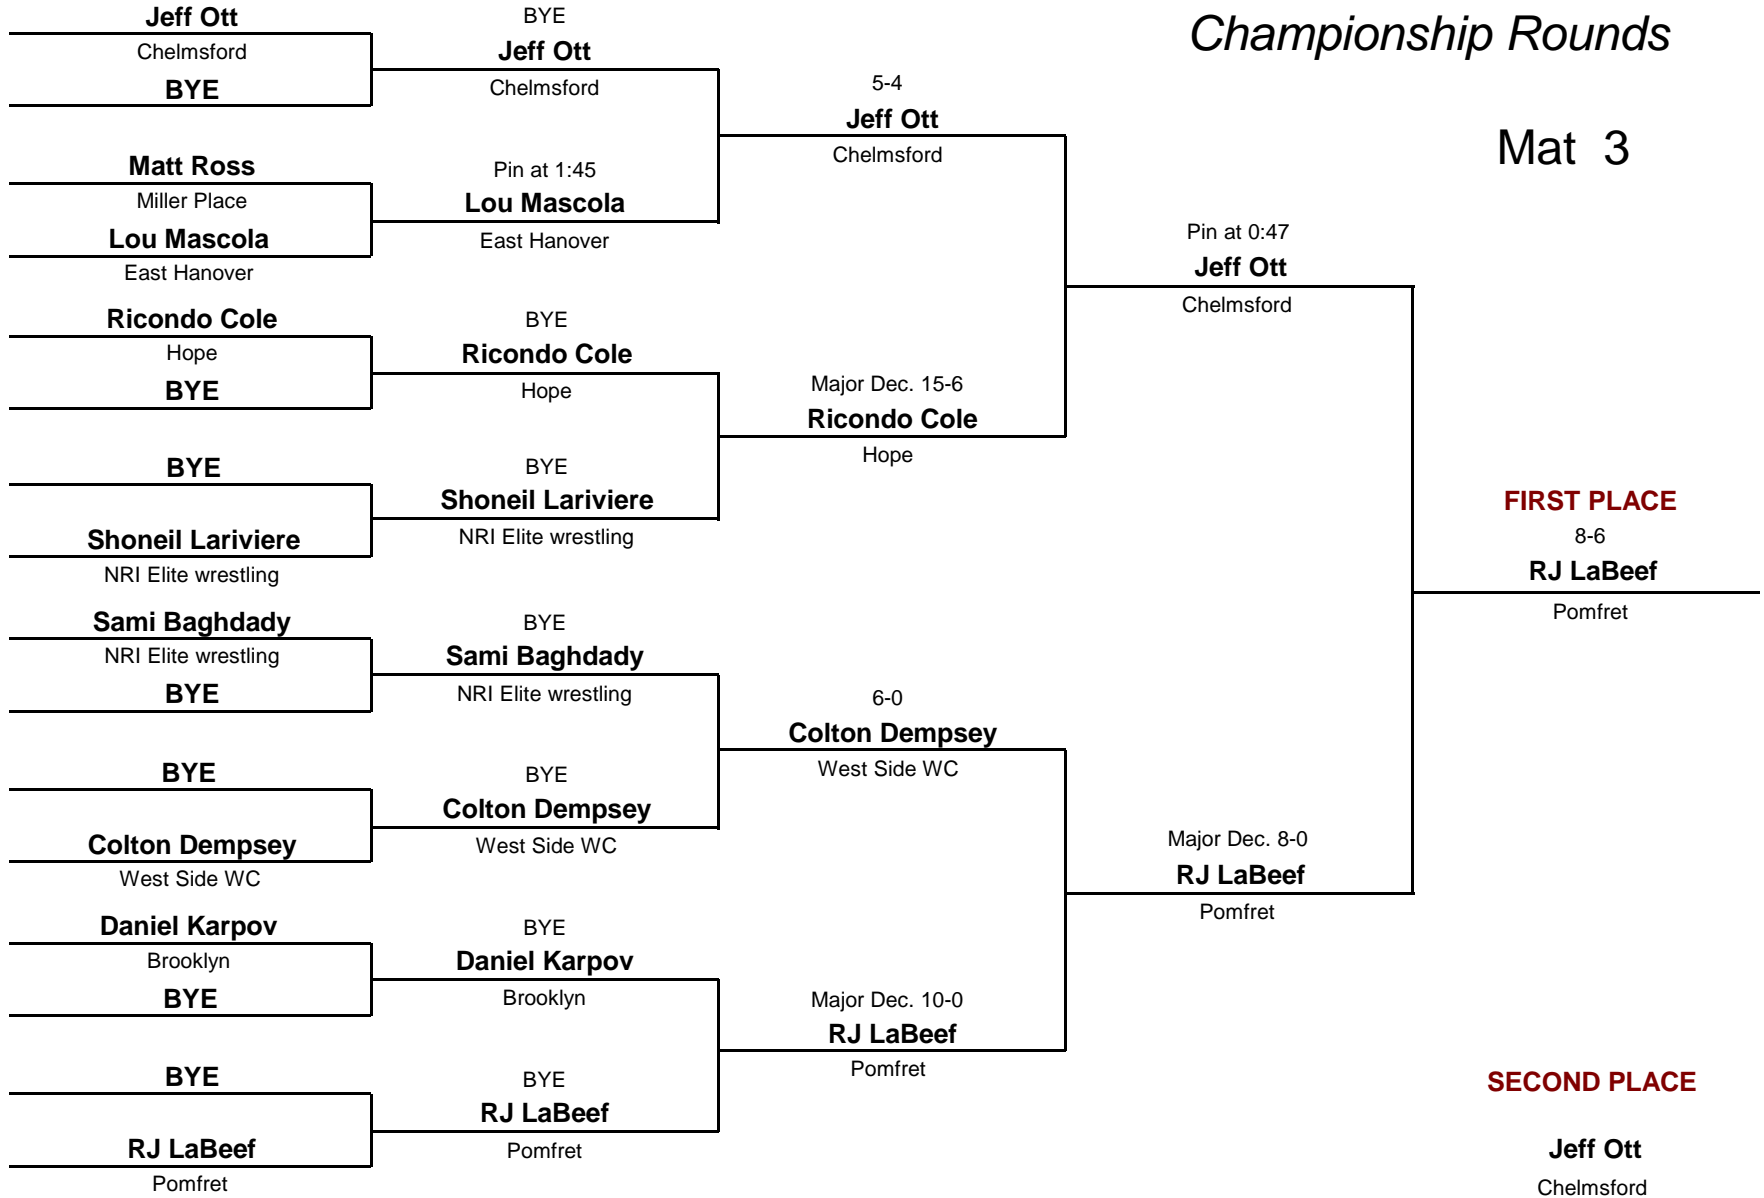 Championship Rounds
Mat 3
Jeff Ott
Chelmsford
BYE
Matt Ross
Miller Place
Lou Mascola
East Hanover
Ricondo Cole
Hope
BYE
BYE
Shoneil Lariviere
NRI Elite wrestling
Sami Baghdady
NRI Elite wrestling
BYE
BYE
Colton Dempsey
West Side WC
Daniel Karpov
Brooklyn
BYE
BYE
RJ LaBeef
Pomfret
BYE
Jeff Ott
Chelmsford
Pin at 1:45
Lou Mascola
East Hanover
BYE
Ricondo Cole
Hope
BYE
Shoneil Lariviere
NRI Elite wrestling
BYE
Sami Baghdady
NRI Elite wrestling
BYE
Colton Dempsey
West Side WC
BYE
Daniel Karpov
Brooklyn
BYE
RJ LaBeef
Pomfret
5-4
Jeff Ott
Chelmsford
Major Dec. 15-6
Ricondo Cole
Hope
6-0
Colton Dempsey
West Side WC
Major Dec. 10-0
RJ LaBeef
Pomfret
Pin at 0:47
Jeff Ott
Chelmsford
Major Dec. 8-0
RJ LaBeef
Pomfret
FIRST PLACE
8-6
RJ LaBeef
Pomfret
SECOND PLACE
Jeff Ott
Chelmsford